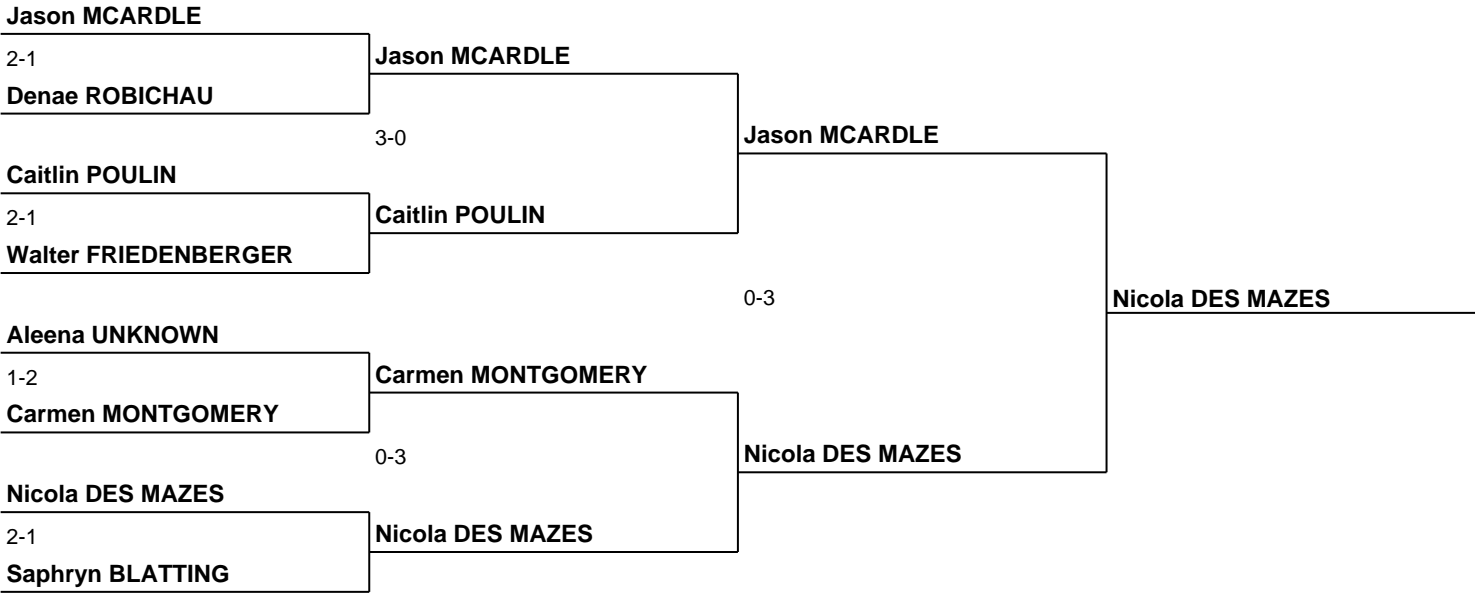 Jason MCARDLE
2-1
Denae ROBICHAU
Caitlin POULIN
2-1
Walter FRIEDENBERGER
Aleena UNKNOWN
1-2
Carmen MONTGOMERY
Nicola DES MAZES
2-1
Saphryn BLATTING
Jason MCARDLE
3-0
Caitlin POULIN
Carmen MONTGOMERY
0-3
Nicola DES MAZES
Jason MCARDLE
0-3
Nicola DES MAZES
Nicola DES MAZES